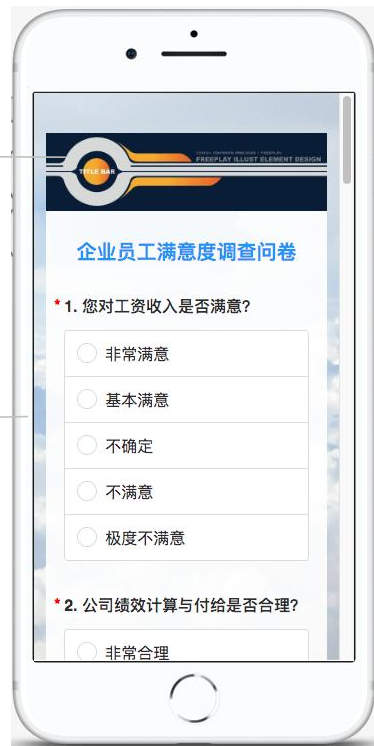 TITLE BAR
FREEPLAY ILLUST ELEMENT DESIGN
企业员工满意度调查问卷
* 1. 您对工资收入是否满意?
非常满意
基本满意
不确定
不满意
极度不满意
* 2. 公司绩效计算与付给是否合理?
非常合理